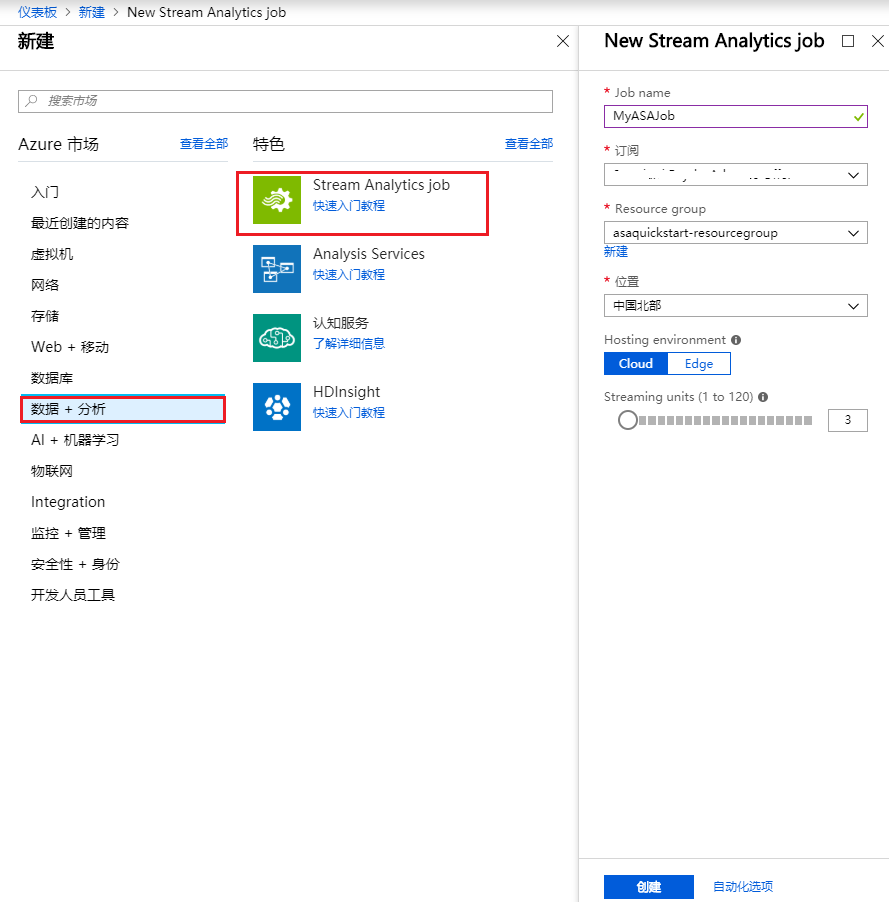 仪表板 > 新建 > New Stream Analytics job
新建
搜索市场
Azure 市场 查看全部
入门
最近创建的内容
虚拟机
网络
存储
Web + 移动
数据库
数据 + 分析
AI + 机器学习
物联网
Integration
监控 + 管理
安全性 + 身份
开发人员工具
特色 查看全部
Stream Analytics job
快速入门教程
Analysis Services
快速入门教程
认知服务
了解详细信息
HDInsight
快速入门教程
New Stream Analytics job
* Job name
MyASAJob
* 订阅
* Resource group
asaquickstart-resourcegroup
新建
* 位置
中国北部
Hosting environment
Cloud Edge
Streaming units (1 to 120)
3
创建 自动化选项